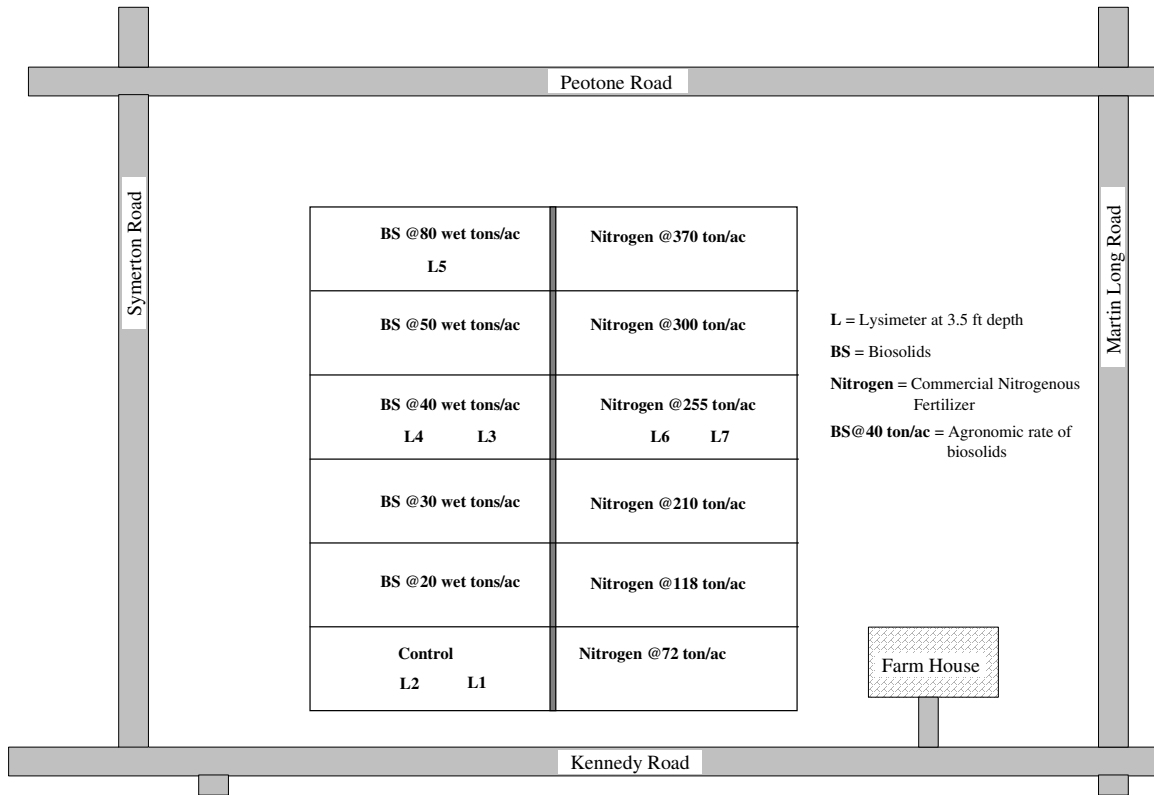 Peotone Road
Symerton Road
Martin Long Road
BS @80 wet tons/ac
L5
Nitrogen @370 ton/ac
BS @50 wet tons/ac
Nitrogen @300 ton/ac
BS @40 wet tons/ac
L4 L3
Nitrogen @255 ton/ac
L6 L7
BS @30 wet tons/ac
Nitrogen @210 ton/ac
BS @20 wet tons/ac
Nitrogen @118 ton/ac
Control
L2 L1
Nitrogen @72 ton/ac
L = Lysimeter at 3.5 ft depth
BS = Biosolids
Nitrogen = Commercial Nitrogenous
Fertilizer
BS@40 ton/ac = Agronomic rate of
biosolids
Farm House
Kennedy Road